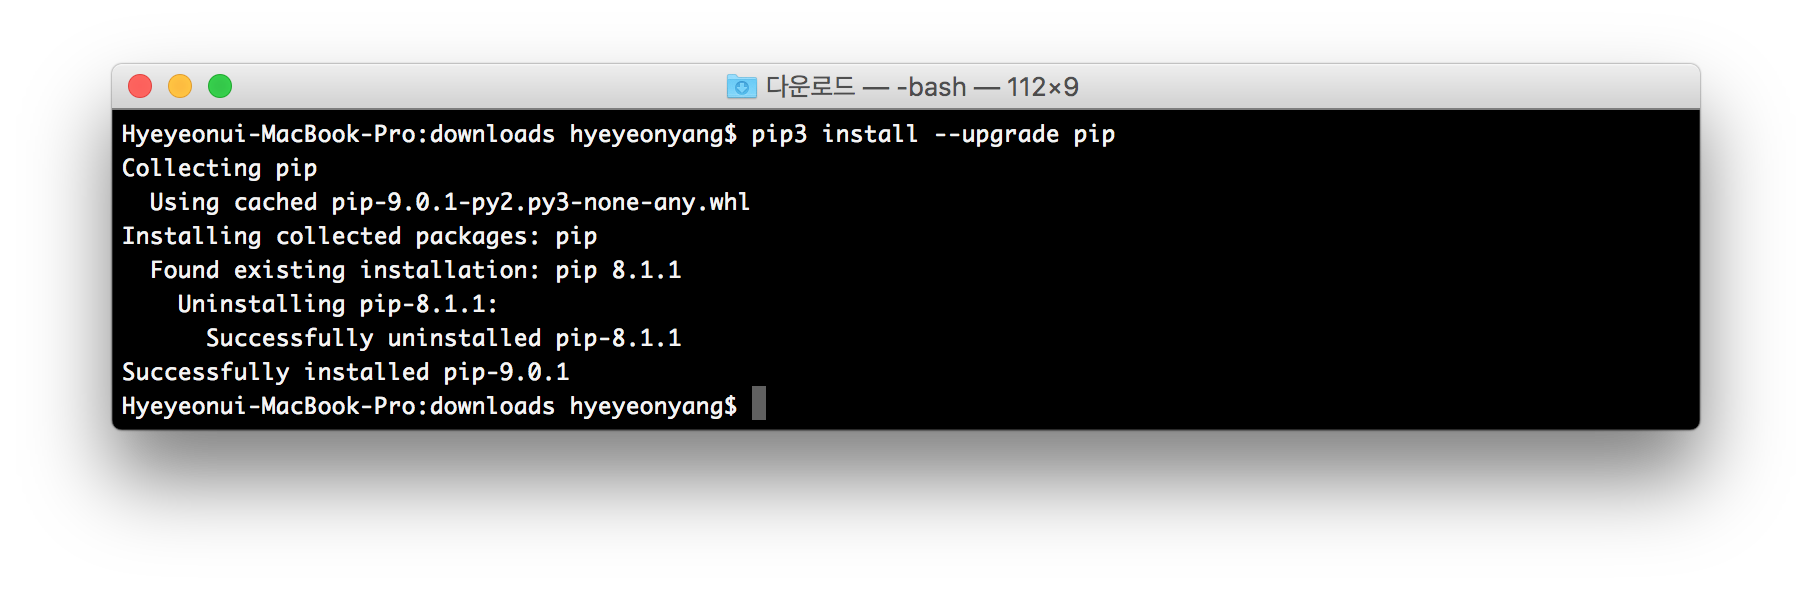 다운로드 — -bash — 112×9
Hyeyeonui-MacBook-Pro:downloads hyeyeonyang$ pip3 install --upgrade pip
Collecting pip
  Using cached pip-9.0.1-py2.py3-none-any.whl
Installing collected packages: pip
  Found existing installation: pip 8.1.1
    Uninstalling pip-8.1.1:
      Successfully uninstalled pip-8.1.1
Successfully installed pip-9.0.1
Hyeyeonui-MacBook-Pro:downloads hyeyeonyang$